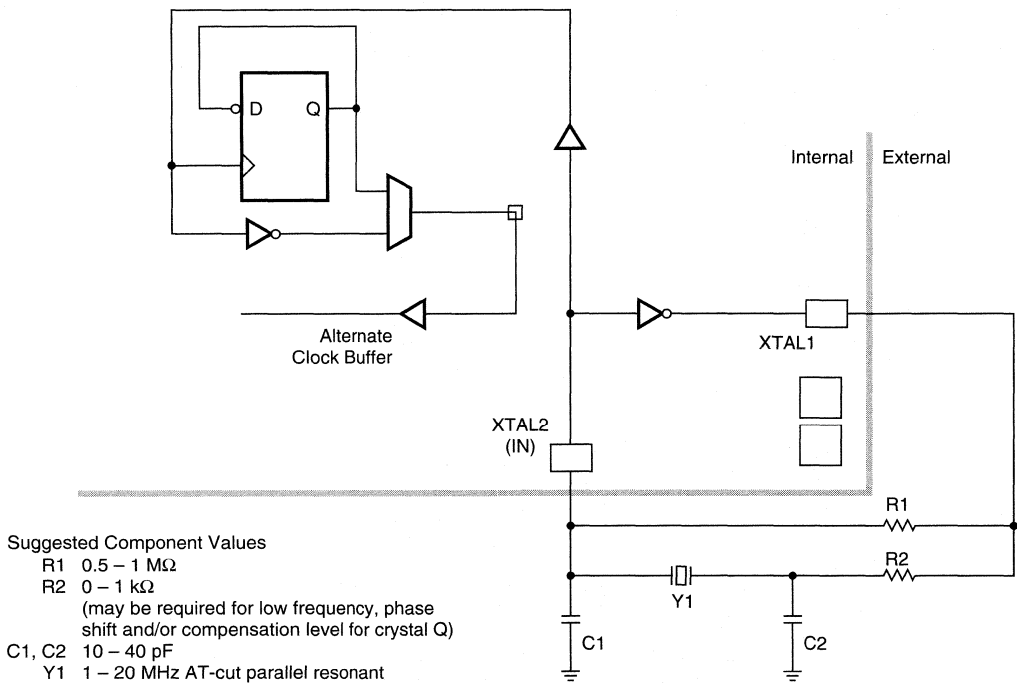 D Q
Internal External
Alternate
Clock Buffer
XTAL1
XTAL2
(IN)
R1
R2
Y1
C1
C2
Suggested Component Values
R1 0.5 – 1 MΩ
R2 0 – 1 kΩ
(may be required for low frequency, phase
shift and/or compensation level for crystal Q)
C1, C2 10 – 40 pF
Y1 1 – 20 MHz AT-cut parallel resonant